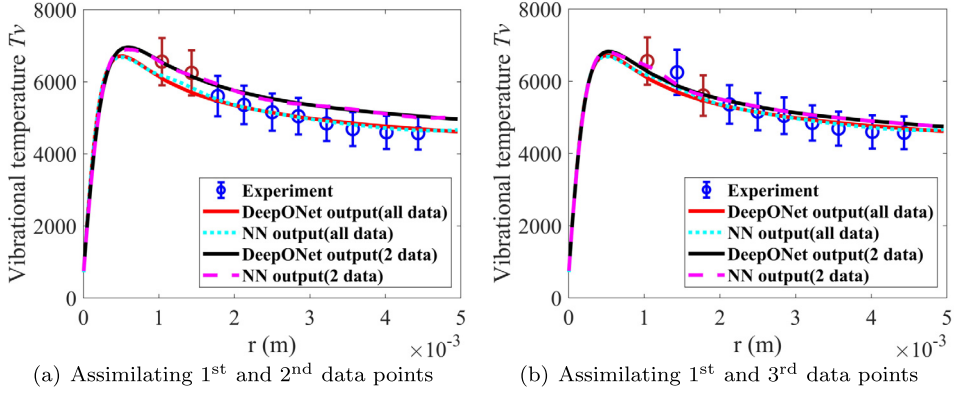 Vibrational temperature Tv
8000
6000
4000
2000
0
Experiment
DeepONet output(all data)
NN output(all data)
DeepONet output(2 data)
NN output(2 data)
0 1 2 3 4 5
r (m)
×10⁻³
(a) Assimilating 1ˢᵗ and 2ⁿᵈ data points
Vibrational temperature Tv
8000
6000
4000
2000
0
Experiment
DeepONet output(all data)
NN output(all data)
DeepONet output(2 data)
NN output(2 data)
0 1 2 3 4 5
r (m)
×10⁻³
(b) Assimilating 1ˢᵗ and 3ʳᵈ data points